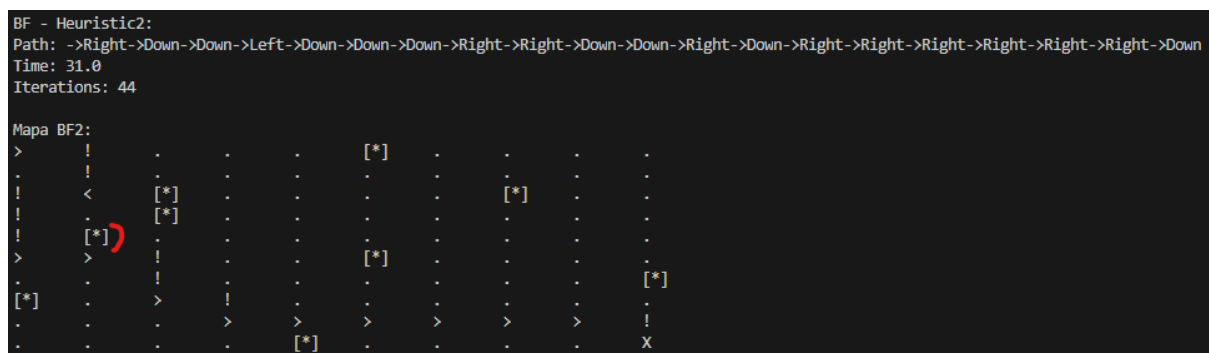 BF - Heuristic2:
Path: ->Right->Down->Down->Left->Down->Down->Down->Right->Right->Down->Down->Right->Down->Right->Right->Right->Right->Right->Right->Down
Time: 31.0
Iterations: 44
Mapa BF2:
> ! . . . [*] . . . .
. ! . . . . . . . .
! < [*] . . . . [*] . .
! . [*] . . . . . . .
! [*] . . . . . . . .
> > ! . . [*] . . . .
. . ! . . . . . . [*]
[*] . > ! . . . . . .
. . . > > > > > > !
. . . . [*] . . . . X